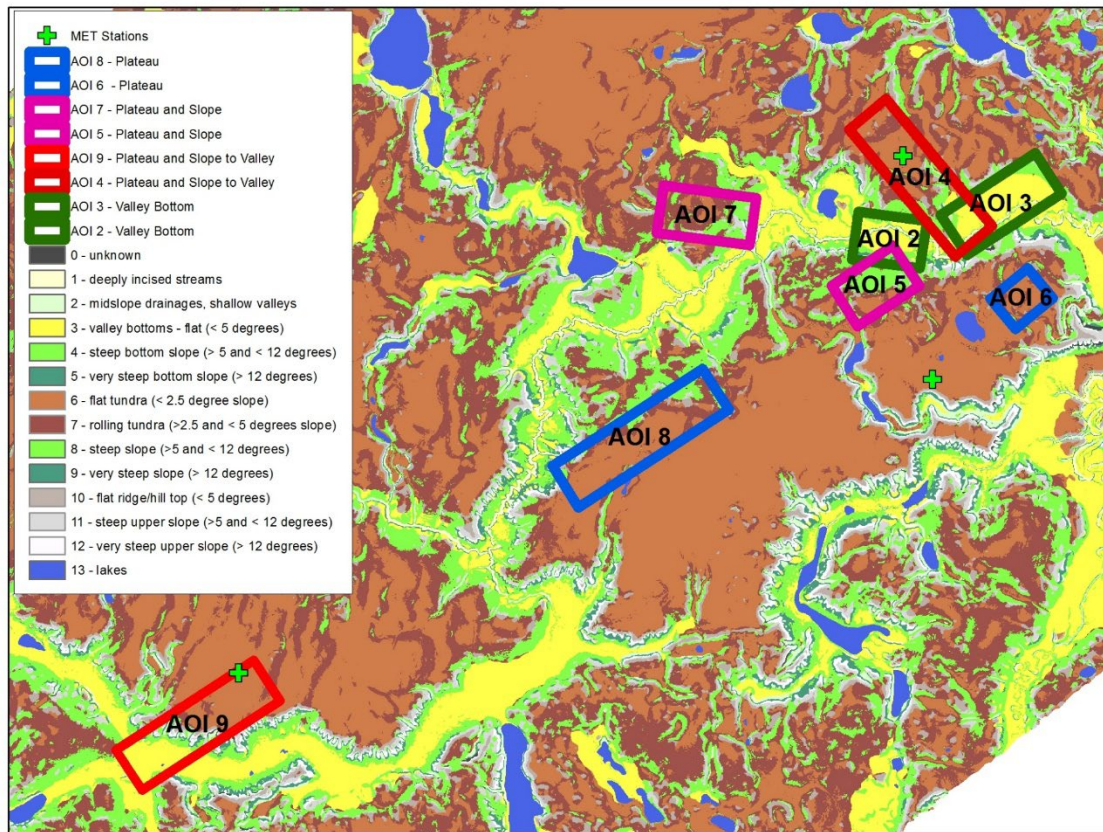 MET Stations
AOI 8 - Plateau
AOI 6 - Plateau
AOI 7 - Plateau and Slope
AOI 5 - Plateau and Slope
AOI 9 - Plateau and Slope to Valley
AOI 4 - Plateau and Slope to Valley
AOI 3 - Valley Bottom
AOI 2 - Valley Bottom
0 - unknown
1 - deeply incised streams
2 - midslope drainages, shallow valleys
3 - valley bottoms - flat (< 5 degrees)
4 - steep bottom slope (> 5 and < 12 degrees)
5 - very steep bottom slope (> 12 degrees)
6 - flat tundra (< 2.5 degree slope)
7 - rolling tundra (>2.5 and < 5 degrees slope)
8 - steep slope (>5 and < 12 degrees)
9 - very steep slope (> 12 degrees)
10 - flat ridge/hill top (< 5 degrees)
11 - steep upper slope (>5 and < 12 degrees)
12 - very steep upper slope (> 12 degrees)
13 - lakes
AOI 4
AOI 3
AOI 7
AOI 2
AOI 5
AOI 6
AOI 8
AOI 9